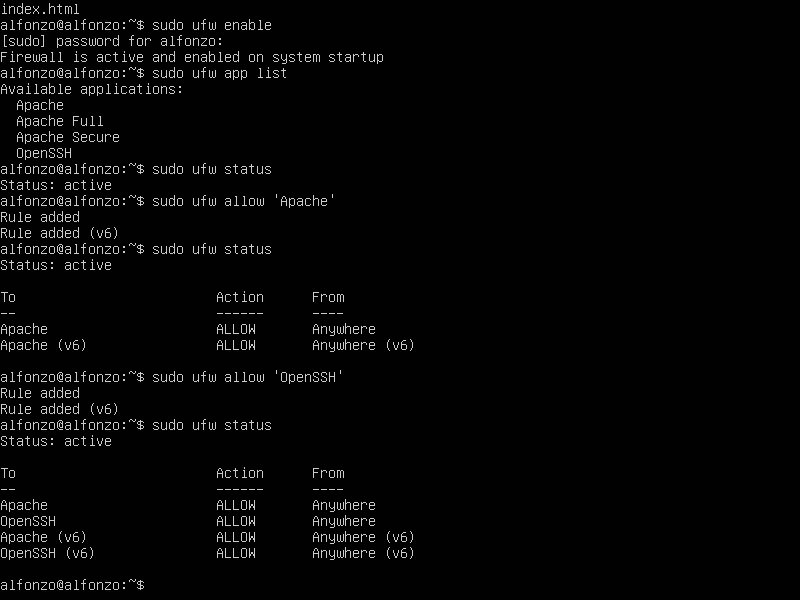 index.html
alfonzo@alfonzo:~$ sudo ufw enable
[sudo] password for alfonzo:
Firewall is active and enabled on system startup
alfonzo@alfonzo:~$ sudo ufw app list
Available applications:
  Apache
  Apache Full
  Apache Secure
  OpenSSH
alfonzo@alfonzo:~$ sudo ufw status
Status: active
alfonzo@alfonzo:~$ sudo ufw allow 'Apache'
Rule added
Rule added (v6)
alfonzo@alfonzo:~$ sudo ufw status
Status: active

To                         Action      From
--                         ------      ----
Apache                     ALLOW       Anywhere
Apache (v6)                ALLOW       Anywhere (v6)

alfonzo@alfonzo:~$ sudo ufw allow 'OpenSSH'
Rule added
Rule added (v6)
alfonzo@alfonzo:~$ sudo ufw status
Status: active

To                         Action      From
--                         ------      ----
Apache                     ALLOW       Anywhere
OpenSSH                    ALLOW       Anywhere
Apache (v6)                ALLOW       Anywhere (v6)
OpenSSH (v6)               ALLOW       Anywhere (v6)

alfonzo@alfonzo:~$